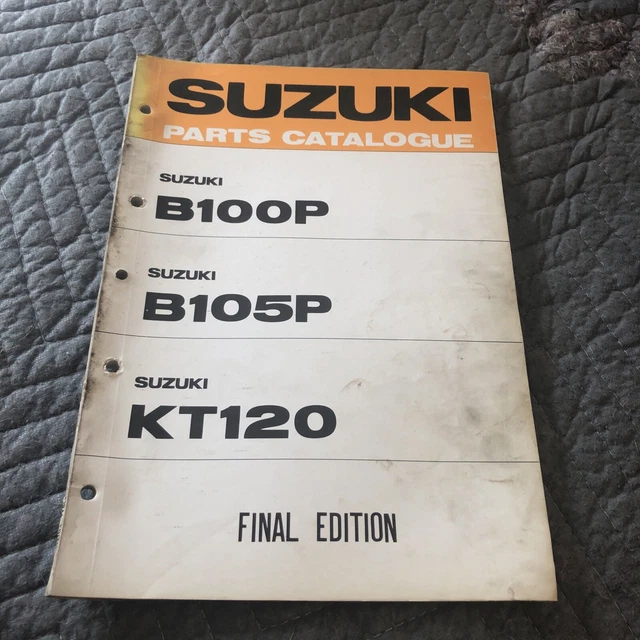 SUZUKI
PARTS CATALOGUE
SUZUKI
B100P
SUZUKI
B105P
SUZUKI
KT120
FINAL EDITION